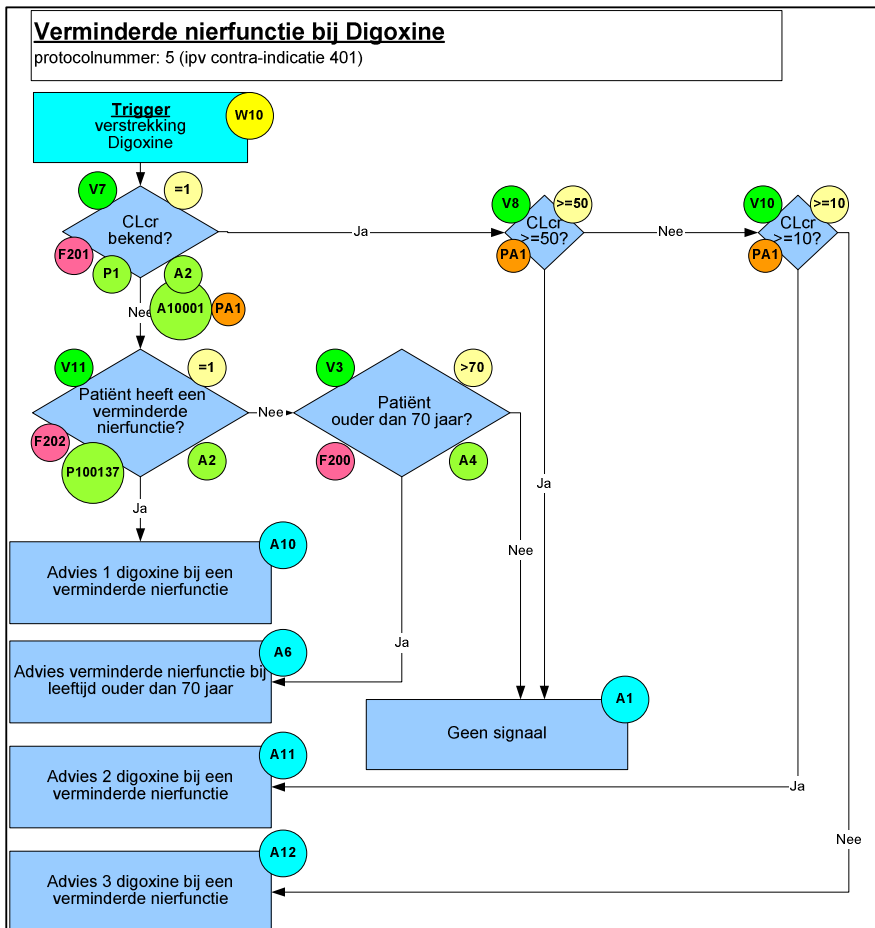 Verminderde nierfunctie bij Digoxine
protocolnummer: 5 (ipv contra-indicatie 401)
Trigger
verstrekking
Digoxine
W10
V7
=1
CLcr
bekend?
F201
P1
A2
A10001
PA1
Ja
Nee
V8
>=50
CLcr
>=50?
PA1
Nee
V10
>=10
CLcr
>=10?
PA1
V11
=1
Patiënt heeft een
verminderde
nierfunctie?
F202
P100137
A2
Nee
Ja
V3
>70
Patiënt
ouder dan 70 jaar?
F200
A4
Ja
Nee
Ja
A10
Advies 1 digoxine bij een
verminderde nierfunctie
A6
Advies verminderde nierfunctie bij
leeftijd ouder dan 70 jaar
Ja
A1
Geen signaal
A11
Advies 2 digoxine bij een
verminderde nierfunctie
Nee
A12
Advies 3 digoxine bij een
verminderde nierfunctie